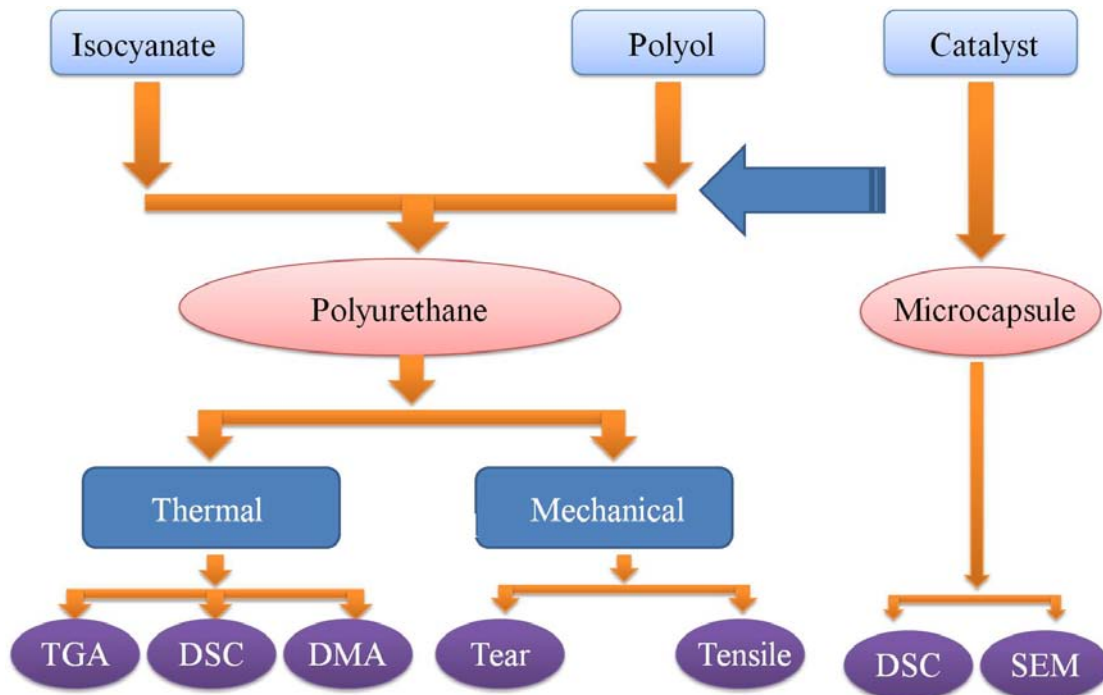 Isocyanate
Polyol
Catalyst
Polyurethane
Microcapsule
Thermal
Mechanical
TGA
DSC
DMA
Tear
Tensile
DSC
SEM